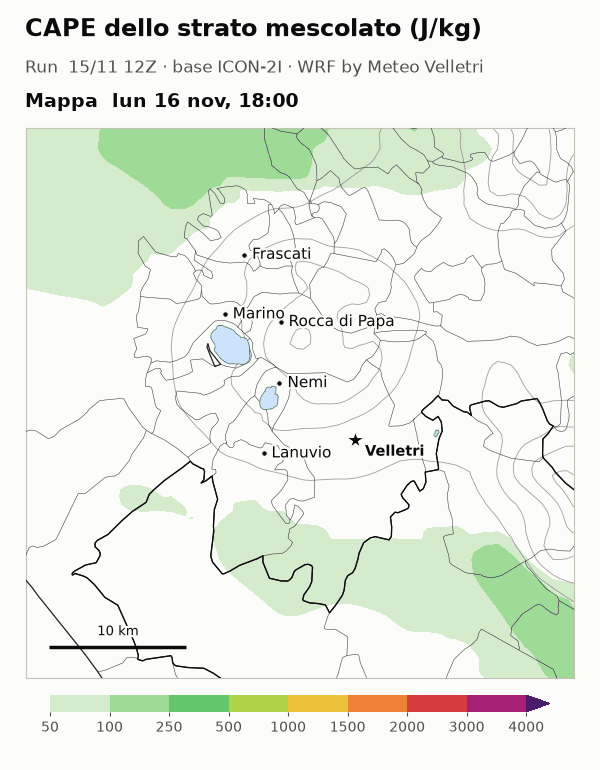 CAPE dello strato mescolato (J/kg)
Run  15/11 12Z · base ICON-2I · WRF by Meteo Velletri
Mappa  lun 16 nov, 18:00
Frascati
Marino
Rocca di Papa
Nemi
Velletri
Lanuvio
10 km
50 100 250 500 1000 1500 2000 3000 4000